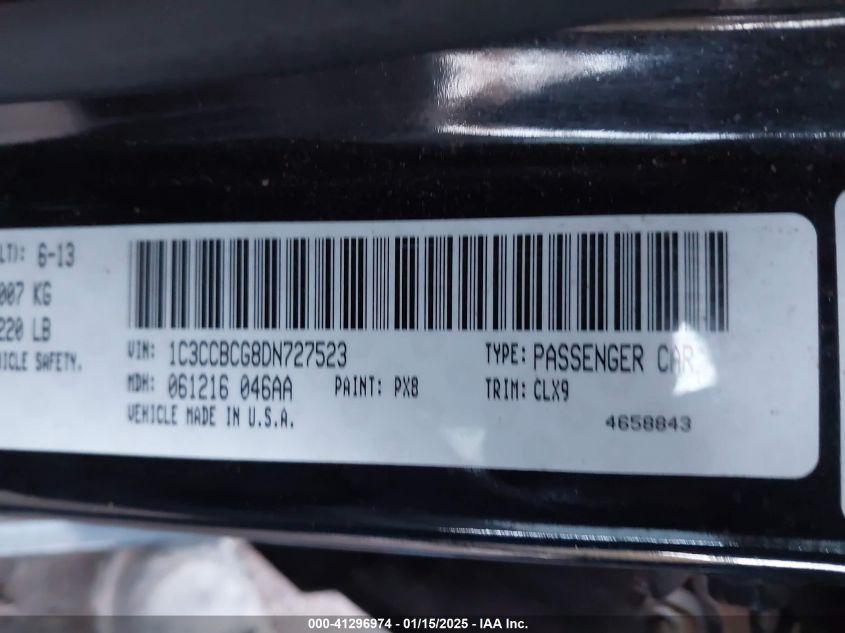 LT): 6-13
007 KG
220 LB
HICLE SAFETY.
VIN: 1C3CCBCG8DN727523 TYPE: PASSENGER CAR
MDH: 061216 046AA PAINT: PX8 TRIM: CLX9
VEHICLE MADE IN U.S.A. 4658843
000-41296974 / 01/15/2025 - IAA Inc.